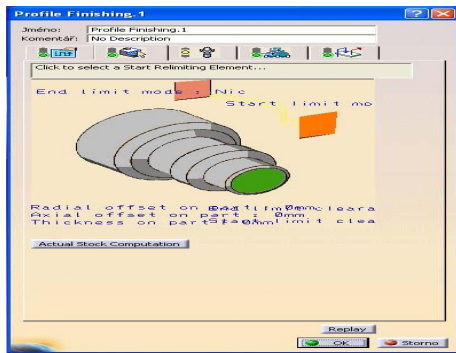 Profile Finishing.1
Jméno: Profile Finishing.1
Komentář: No Description
Click to select a Start Relimiting Element...
End limit mode : Nic
Start limit mo
Radial offset on
Axial offset on part : 0mm
Thickness on part : 0mm
Actual Stock Computation
Replay
OK Storno